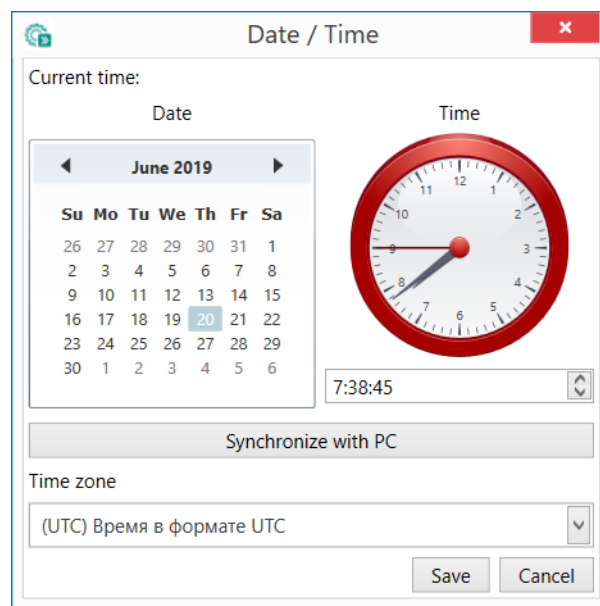 Date / Time
Current time:
Date
Time
June 2019
Su Mo Tu We Th Fr Sa
26 27 28 29 30 31 1
2 3 4 5 6 7 8
9 10 11 12 13 14 15
16 17 18 19 20 21 22
23 24 25 26 27 28 29
30 1 2 3 4 5 6
12
1
2
3
4
5
6
7
8
9
10
11
7:38:45
Synchronize with PC
Time zone
(UTC) Время в формате UTC
Save
Cancel